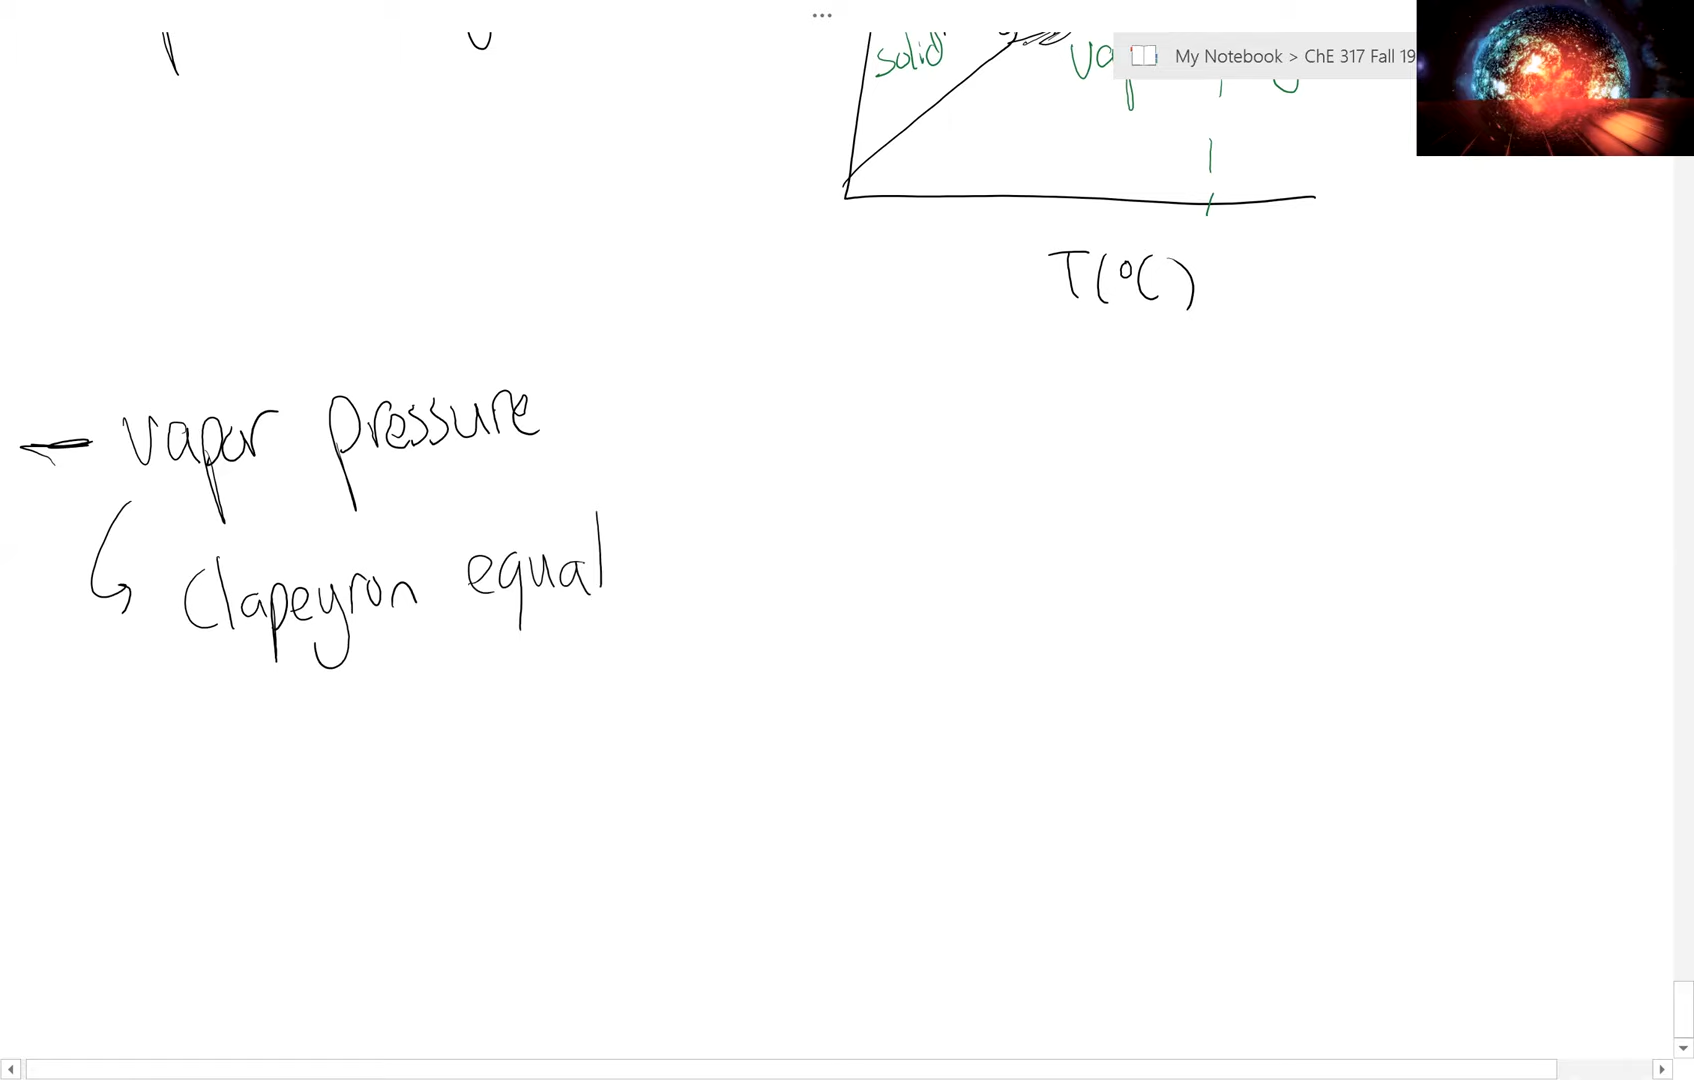 solid
My Notebook > ChE 317 Fall 19
T(°C)
vapor pressure
Clapeyron equal